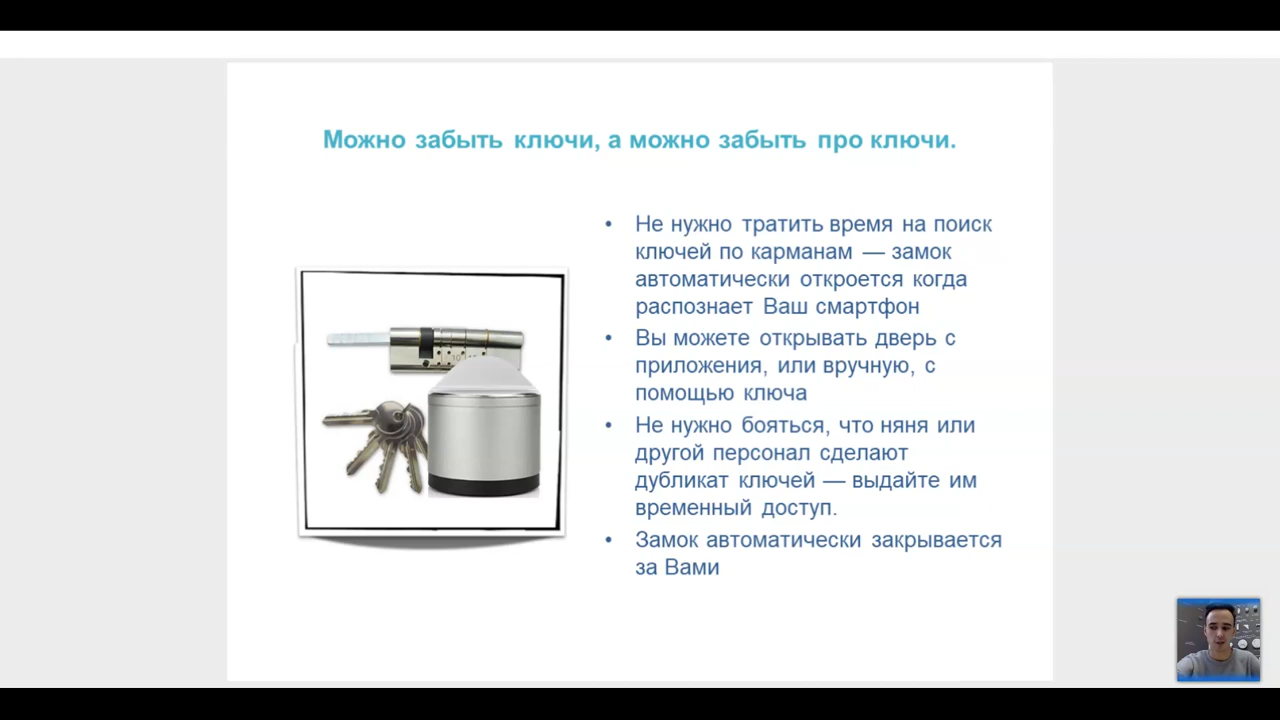 Можно забыть ключи, а можно забыть про ключи.
• Не нужно тратить время на поиск
ключей по карманам — замок
автоматически откроется когда
распознает Ваш смартфон
• Вы можете открывать дверь с
приложения, или вручную, с
помощью ключа
• Не нужно бояться, что няня или
другой персонал сделают
дубликат ключей — выдайте им
временный доступ.
• Замок автоматически закрывается
за Вами